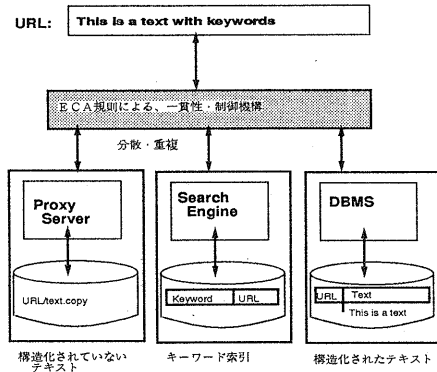 URL: This is a text with keywords
ECA規則による、一貫性・制御機構
分散・重複
Proxy
Server
URL/text.copy
Search
Engine
Keyword URL
DBMS
URL Text
This is a text
構造化されていない
テキスト
キーワード索引
構造化されたテキスト